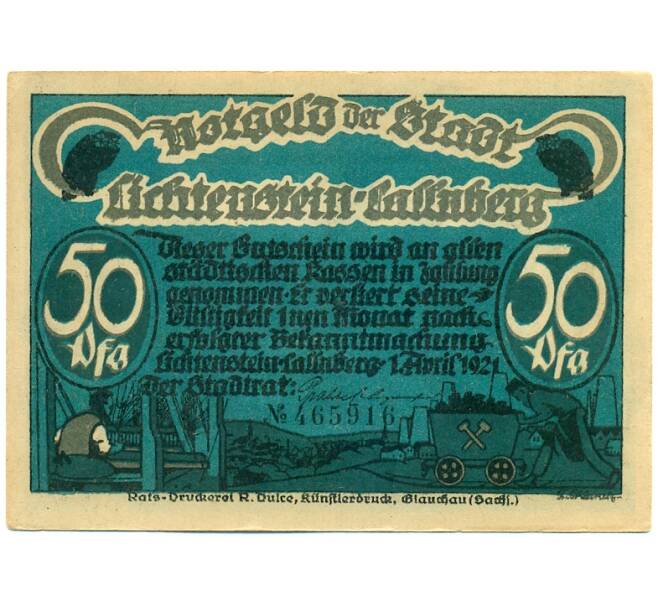 Notgeld der Stadt
Lichtenstein-Callnberg
50
Pfg
50
Pfg
Dieser Gutschein wird an allen
städtischen Kassen in Zahlung
genommen. Er verliert seine
Gültigkeit 1 nen Monat nach
erfolgter Bekanntmachung
Lichtenstein-Callnberg 1 April 1921
Der Stadtrat:
№ 465916
Rats-Druckerei R. Dulce, Künstlerdruck, Glauchau (Sachs.)